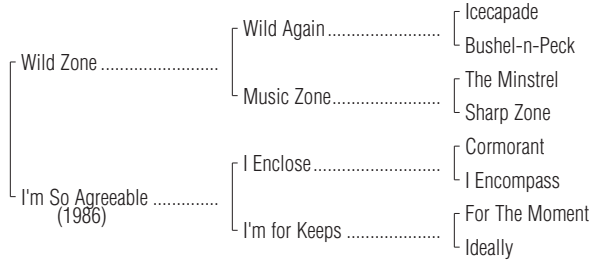 Icecapade
Wild Again ......................
Bushel-n-Peck
Wild Zone .......................
The Minstrel
Music Zone .....................
Sharp Zone
Cormorant
I Enclose .........................
I Encompass
I'm So Agreeable .............
(1986)
For The Moment
I'm for Keeps ..................
Ideally